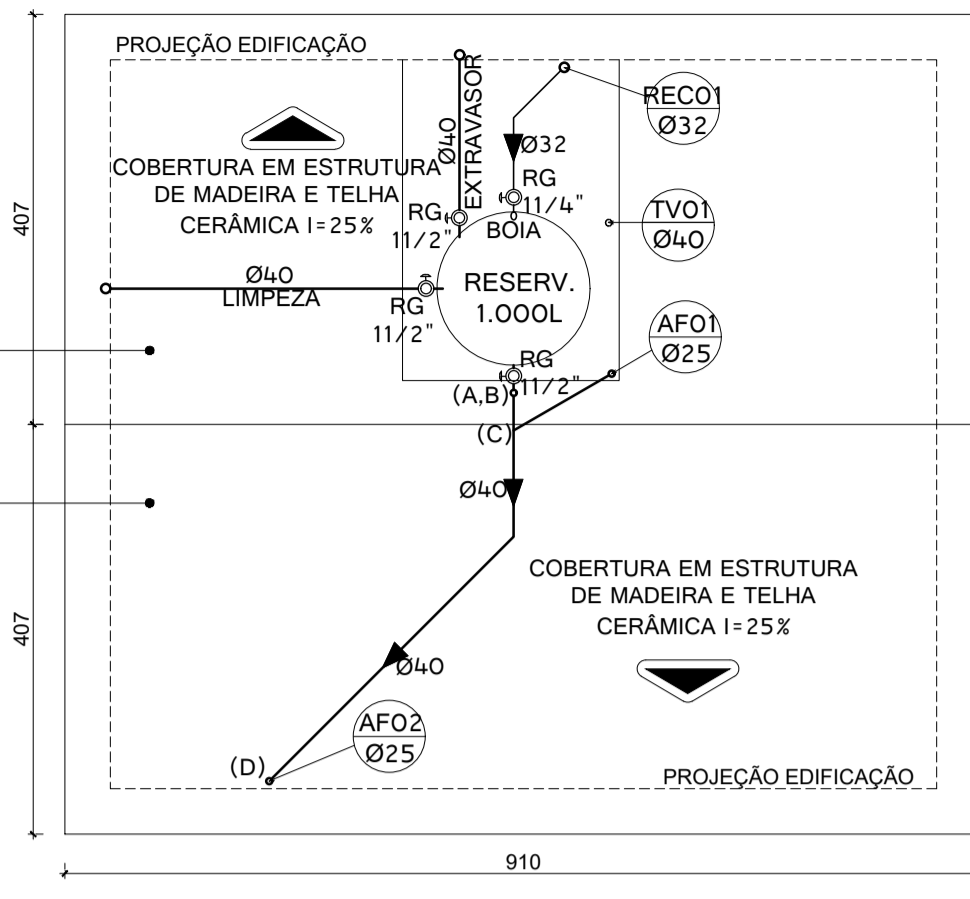 PROJEÇÃO EDIFICAÇÃO
COBERTURA EM ESTRUTURA
DE MADEIRA E TELHA
CERÂMICA I=25%
Ø40
EXTRAVASOR
Ø32
REC01
Ø32
RG
11/4"
BOIA
RG
11/2"
TV01
Ø40
Ø40
LIMPEZA
RG
11/2"
RESERV.
1.000L
AF01
Ø25
RG
11/2"
(A,B)
(C)
Ø40
407
407
COBERTURA EM ESTRUTURA
DE MADEIRA E TELHA
CERÂMICA I=25%
Ø40
AF02
Ø25
(D)
PROJEÇÃO EDIFICAÇÃO
910